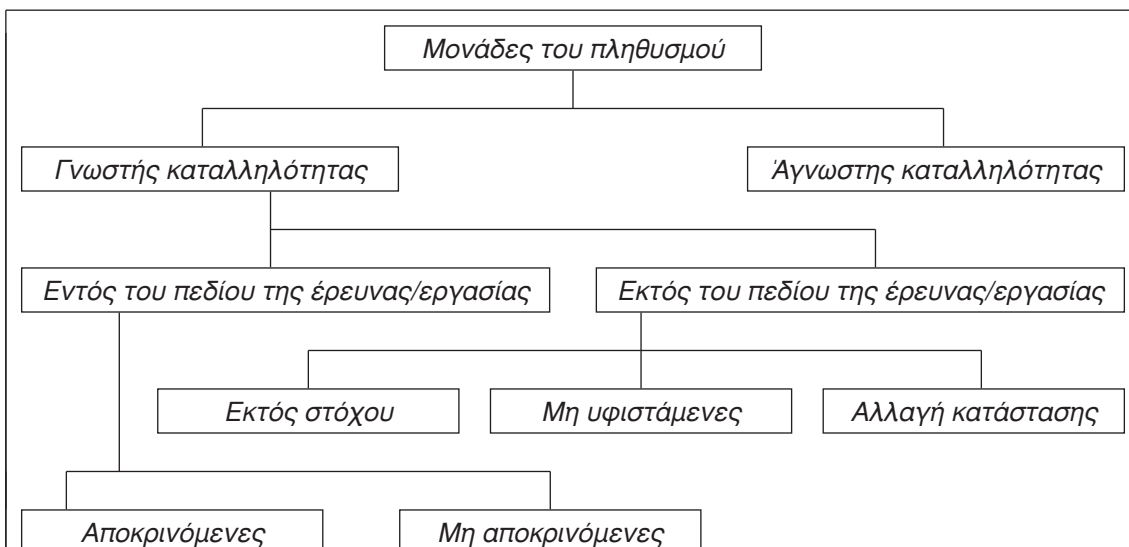 Μονάδες του πληθυσμού
Γνωστής καταλληλότητας
Άγνωστης καταλληλότητας
Εντός του πεδίου της έρευνας/εργασίας
Εκτός του πεδίου της έρευνας/εργασίας
Εκτός στόχου
Μη υφιστάμενες
Αλλαγή κατάστασης
Αποκρινόμενες
Μη αποκρινόμενες